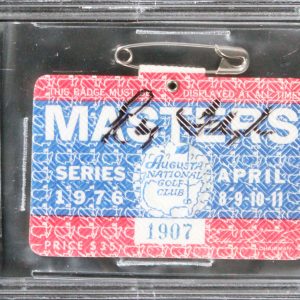 THIS BADGE MUST BE DISPLAYED AT ALL TIMES
MASTERS
SERIES
1976
AUGUSTA
NATIONAL
GOLF
CLUB
APRIL
8-9-10-11
1907
PRICE $35